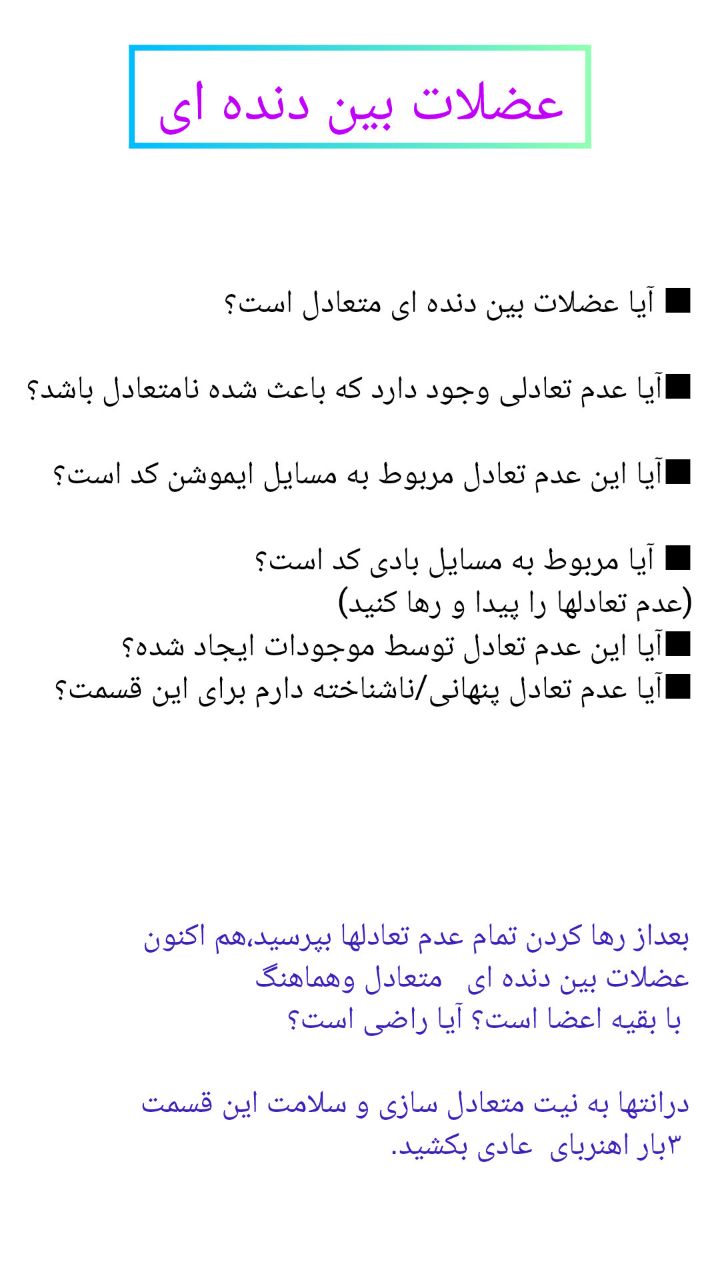 عضلات بین دنده ای
■ آیا عضلات بین دنده ای متعادل است؟
■آیا عدم تعادلی وجود دارد که باعث شده نامتعادل باشد؟
■آیا این عدم تعادل مربوط به مسایل ایموشن کد است؟
■ آیا مربوط به مسایل بادی کد است؟
(عدم تعادلها را پیدا و رها کنید)
■آیا این عدم تعادل توسط موجودات ایجاد شده؟
■آیا عدم تعادل پنهانی/ناشناخته دارم برای این قسمت؟
بعداز رها کردن تمام عدم تعادلها بپرسید،هم اکنون
عضلات بین دنده ای متعادل وهماهنگ
با بقیه اعضا است؟ آیا راضی است؟
درانتها به نیت متعادل سازی و سلامت این قسمت
۳بار اهنربای عادی بکشید.